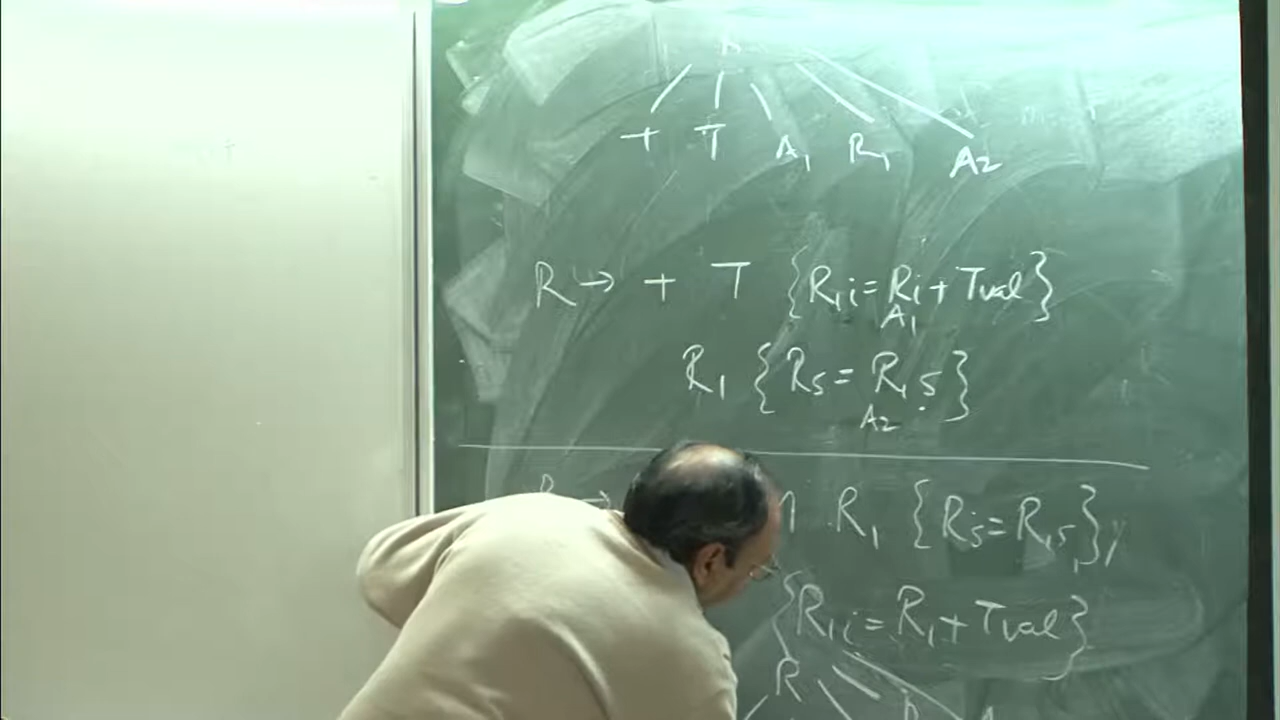 R
+ T A1 R1 A2
R → + T {R1i = Ri + Tval}
A1
R1 {Rs = R1s}
A2
R → R1 {Rs = R1s}
{R1i = R1 + Tval}
R
R A